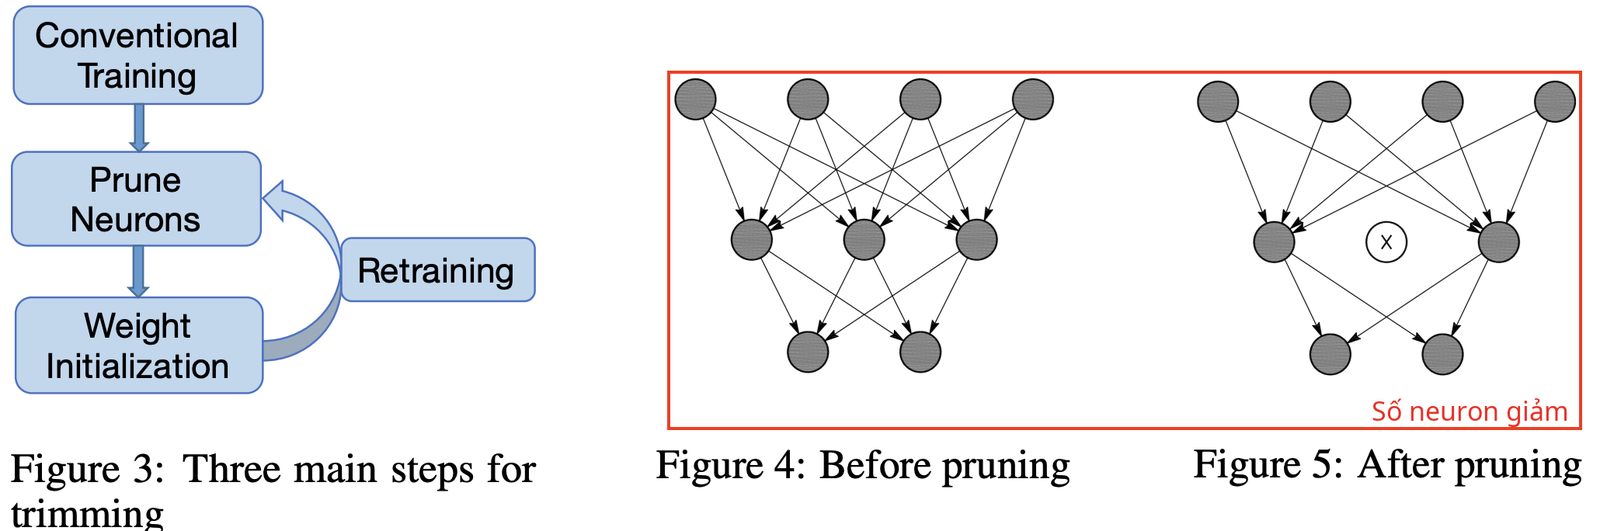 Conventional
Training
Prune
Neurons
Retraining
Weight
Initialization
Figure 3: Three main steps for
trimming
X
Số neuron giảm
Figure 4: Before pruning
Figure 5: After pruning